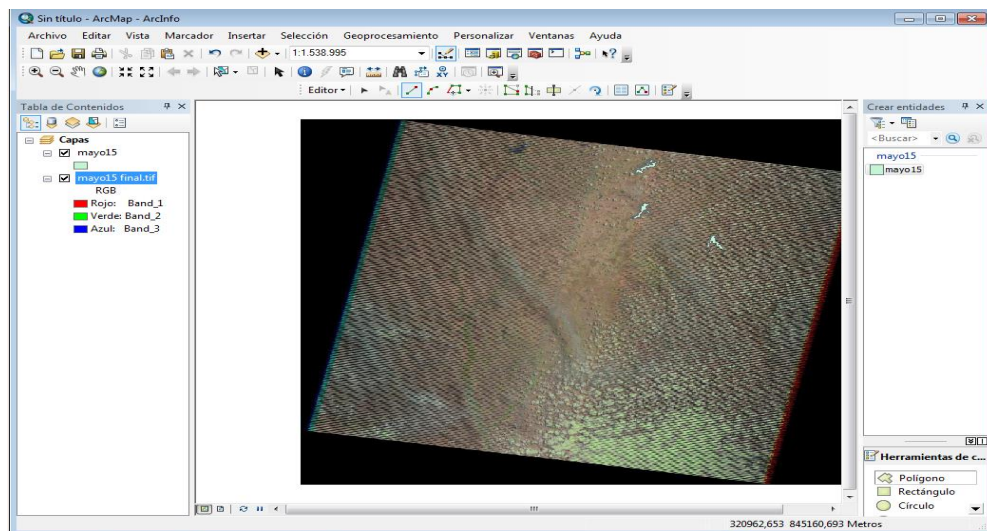 Sin título - ArcMap - ArcInfo
Archivo Editar Vista Marcador Insertar Selección Geoprocesamiento Personalizar Ventanas Ayuda
1:1.538.995
Editor
Tabla de Contenidos
Capas
mayo15
mayo15 final.tif
RGB
Rojo: Band_1
Verde: Band_2
Azul: Band_3
Crear entidades
<Buscar>
mayo15
mayo15
Herramientas de c...
Polígono
Rectángulo
Círculo
320962,653 845160,693 Metros